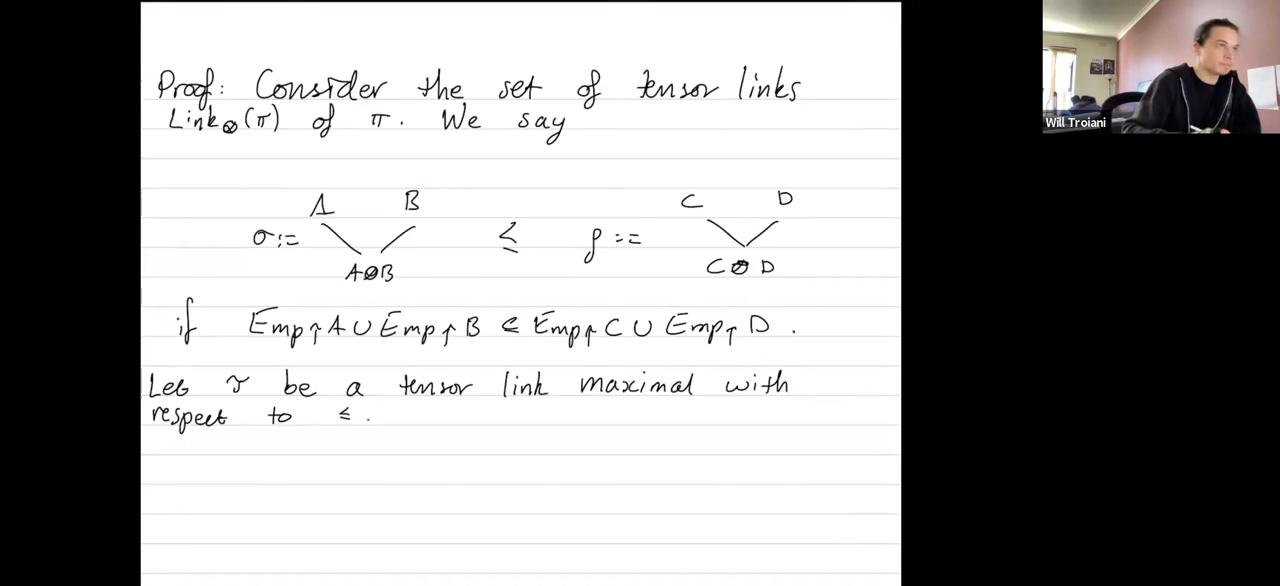 Proof: Consider the set of tensor links
Link⊗(π) of π. We say
A B C D
σ:= ≤ ρ:=
A⊗B C⊗D
if Emp↑A ∪ Emp↑B ⊆ Emp↑C ∪ Emp↑D.
Let τ be a tensor link maximal with
respect to ≤.
Will Troiani